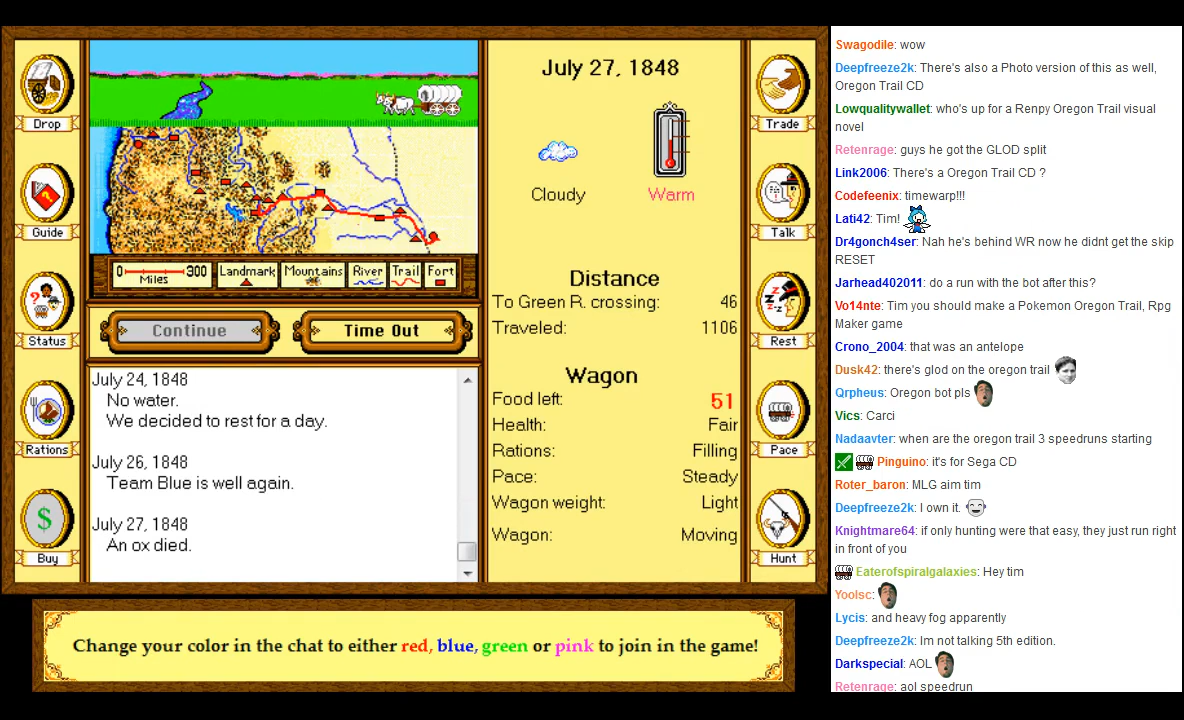 Drop
Guide
Status
Rations
$
Buy
0 300
Miles
Landmark
Mountains
River
Trail
Fort
Continue
Time Out
July 24, 1848
No water.
We decided to rest for a day.
July 26, 1848
Team Blue is well again.
July 27, 1848
An ox died.
July 27, 1848
Cloudy
Warm
Distance
To Green R. crossing: 46
Traveled: 1106
Wagon
Food left: 51
Health: Fair
Rations: Filling
Pace: Steady
Wagon weight: Light
Wagon: Moving
Trade
Talk
Rest
Pace
Hunt
Change your color in the chat to either red, blue, green or pink to join in the game!
Swagodile: wow
Deepfreeze2k: There's also a Photo version of this as well,
Oregon Trail CD
Lowqualitywallet: who's up for a Renpy Oregon Trail visual
novel
Retenrage: guys he got the GLOD split
Link2006: There's a Oregon Trail CD ?
Codefeenix: timewarp!!!
Lati42: Tim!
Dr4gonch4ser: Nah he's behind WR now he didnt get the skip
RESET
Jarhead402011: do a run with the bot after this?
Vo14nte: Tim you should make a Pokemon Oregon Trail, Rpg
Maker game
Crono_2004: that was an antelope
Dusk42: there's glod on the oregon trail
Qrpheus: Oregon bot pls
Vics: Carci
Nadaavter: when are the oregon trail 3 speedruns starting
Pinguino: it's for Sega CD
Roter_baron: MLG aim tim
Deepfreeze2k: I own it.
Knightmare64: if only hunting were that easy, they just run right
in front of you
Eaterofspiralgalaxies: Hey tim
Yoolsc:
Lycis: and heavy fog apparently
Deepfreeze2k: Im not talking 5th edition.
Darkspecial: AOL
Retenrage: aol speedrun